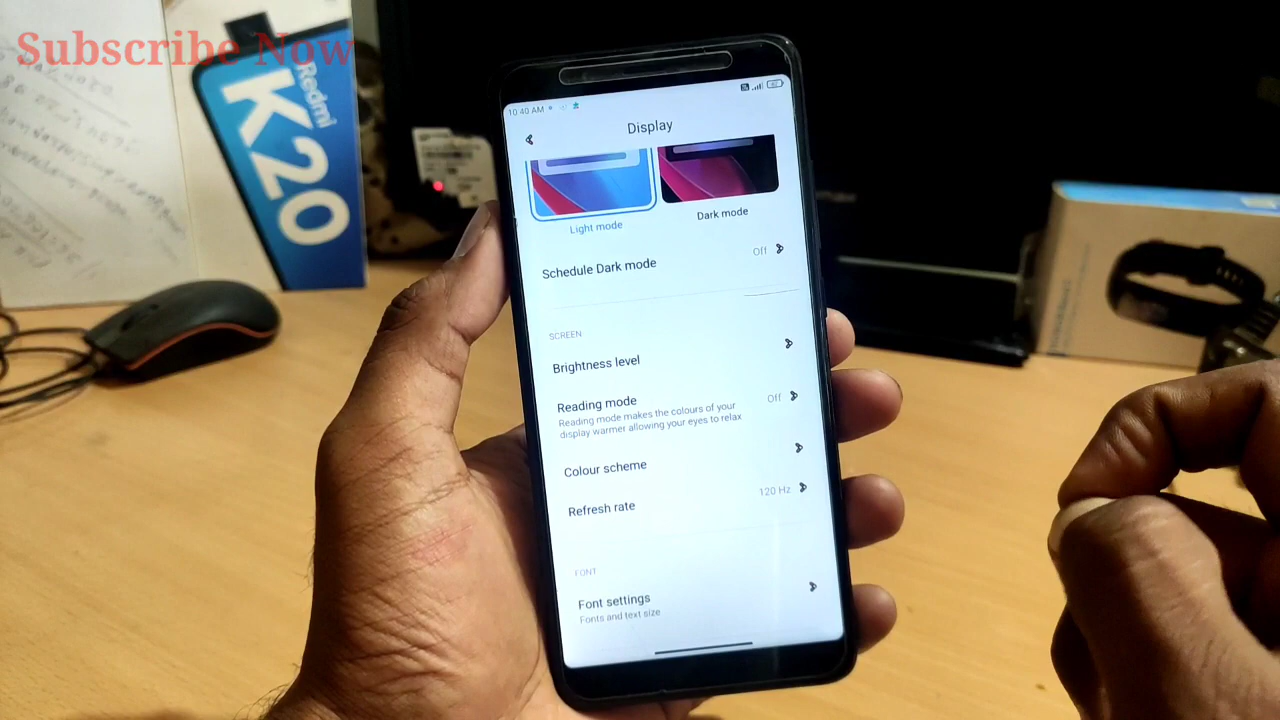 Subscribe Now
Redmi
K20
10:40 AM
Display
Light mode
Dark mode
Schedule Dark mode
Off
SCREEN
Brightness level
Reading mode
Off
Reading mode makes the colours of your
display warmer allowing your eyes to relax
Colour scheme
Refresh rate
120 Hz
FONT
Font settings
Fonts and text size